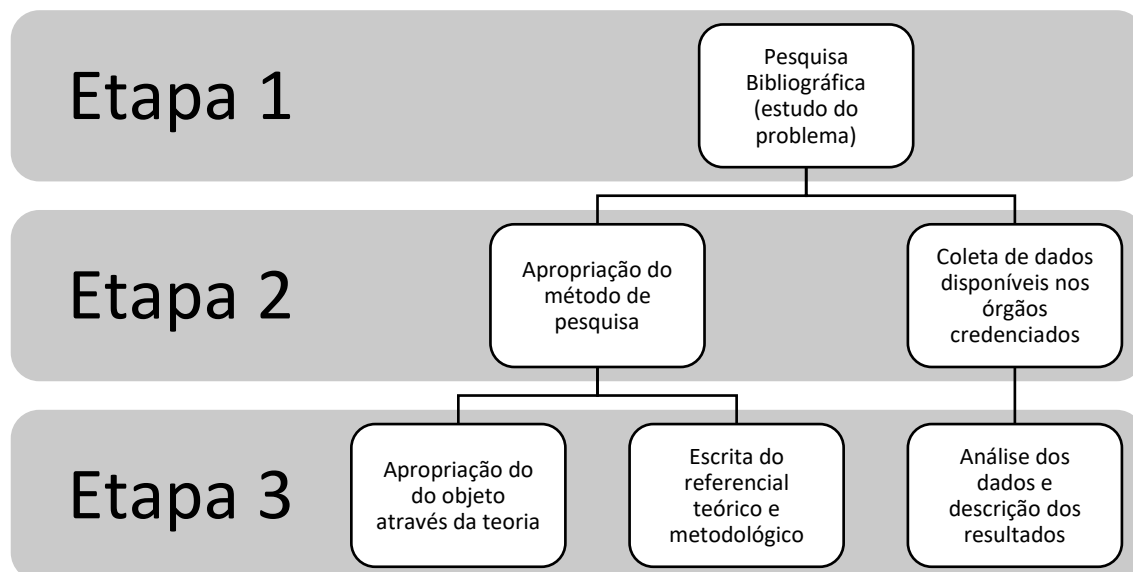 Etapa 1
Pesquisa
Bibliográfica
(estudo do
problema)
Etapa 2
Apropriação do
método de
pesquisa
Coleta de dados
disponíveis nos
órgãos
credenciados
Etapa 3
Apropriação do
do objeto
através da teoria
Escrita do
referencial
teórico e
metodológico
Análise dos
dados e
descrição dos
resultados